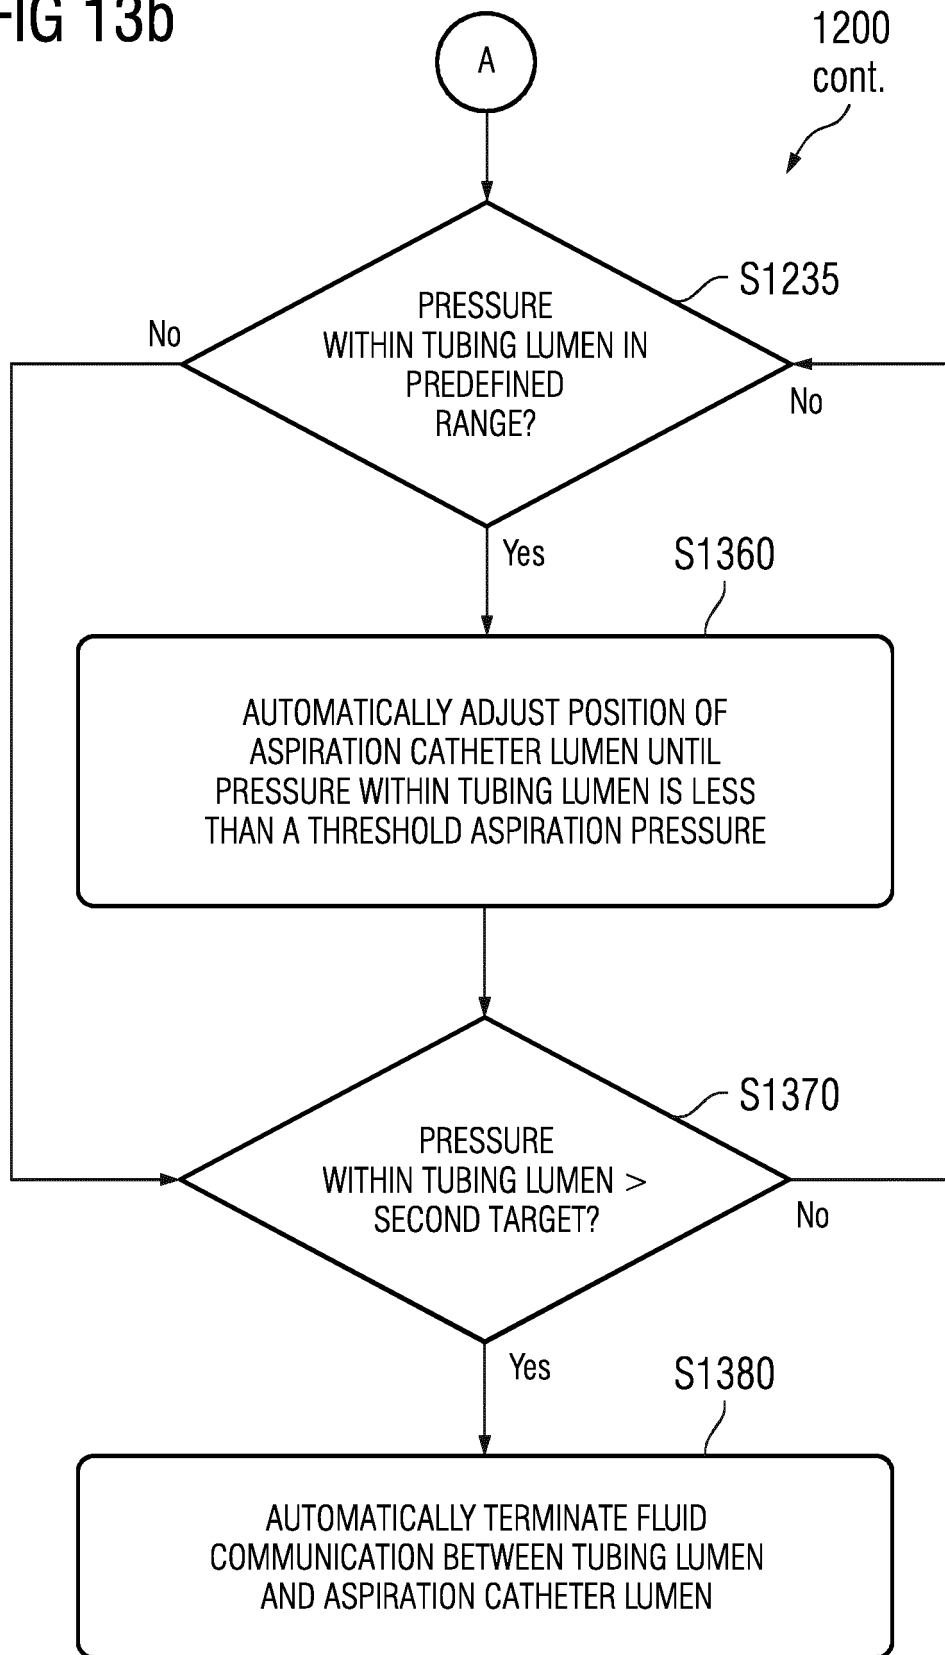 FIG 13b
1200
cont.
A
S1235
PRESSURE
WITHIN TUBING LUMEN IN
PREDEFINED
RANGE?
No
No
Yes
S1360
AUTOMATICALLY ADJUST POSITION OF
ASPIRATION CATHETER LUMEN UNTIL
PRESSURE WITHIN TUBING LUMEN IS LESS
THAN A THRESHOLD ASPIRATION PRESSURE
S1370
PRESSURE
WITHIN TUBING LUMEN >
SECOND TARGET?
No
Yes
S1380
AUTOMATICALLY TERMINATE FLUID
COMMUNICATION BETWEEN TUBING LUMEN
AND ASPIRATION CATHETER LUMEN